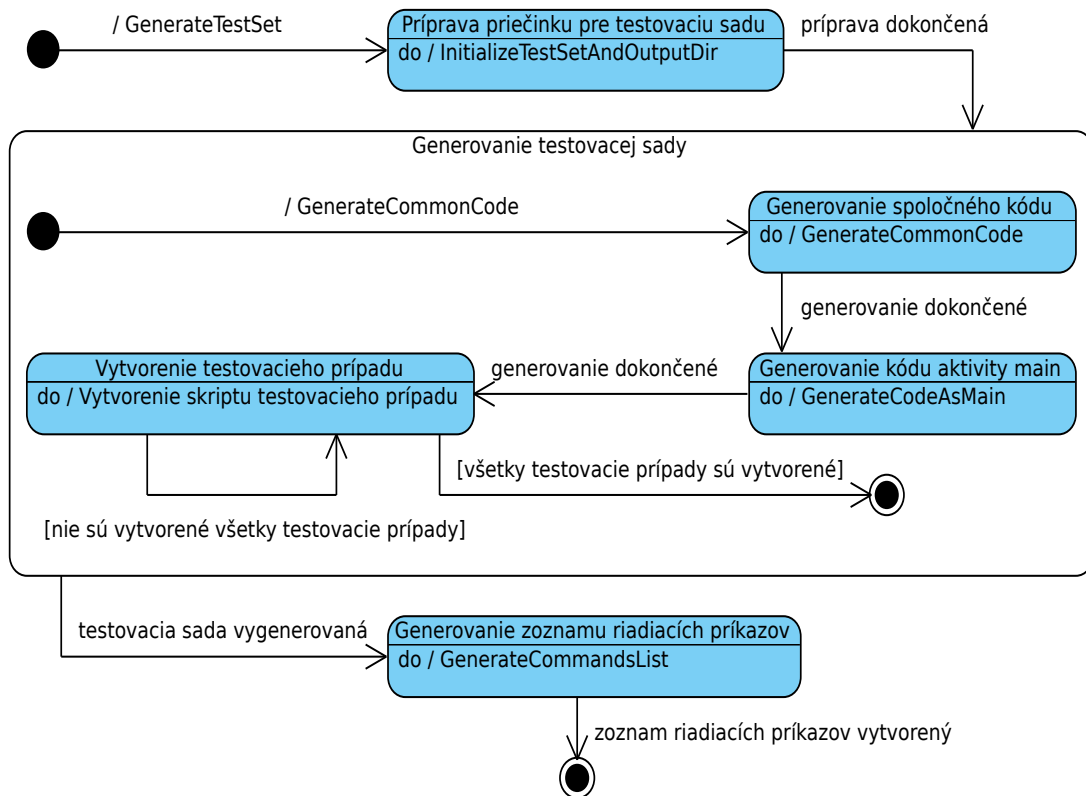 / GenerateTestSet
Príprava priečinku pre testovaciu sadu
do / InitializeTestSetAndOutputDir
príprava dokončená
Generovanie testovacej sady
/ GenerateCommonCode
Generovanie spoločného kódu
do / GenerateCommonCode
generovanie dokončené
Generovanie kódu aktivity main
do / GenerateCodeAsMain
generovanie dokončené
Vytvorenie testovacieho prípadu
do / Vytvorenie skriptu testovacieho prípadu
[všetky testovacie prípady sú vytvorené]
[nie sú vytvorené všetky testovacie prípady]
testovacia sada vygenerovaná
Generovanie zoznamu riadiacích príkazov
do / GenerateCommandsList
zoznam riadiacích príkazov vytvorený